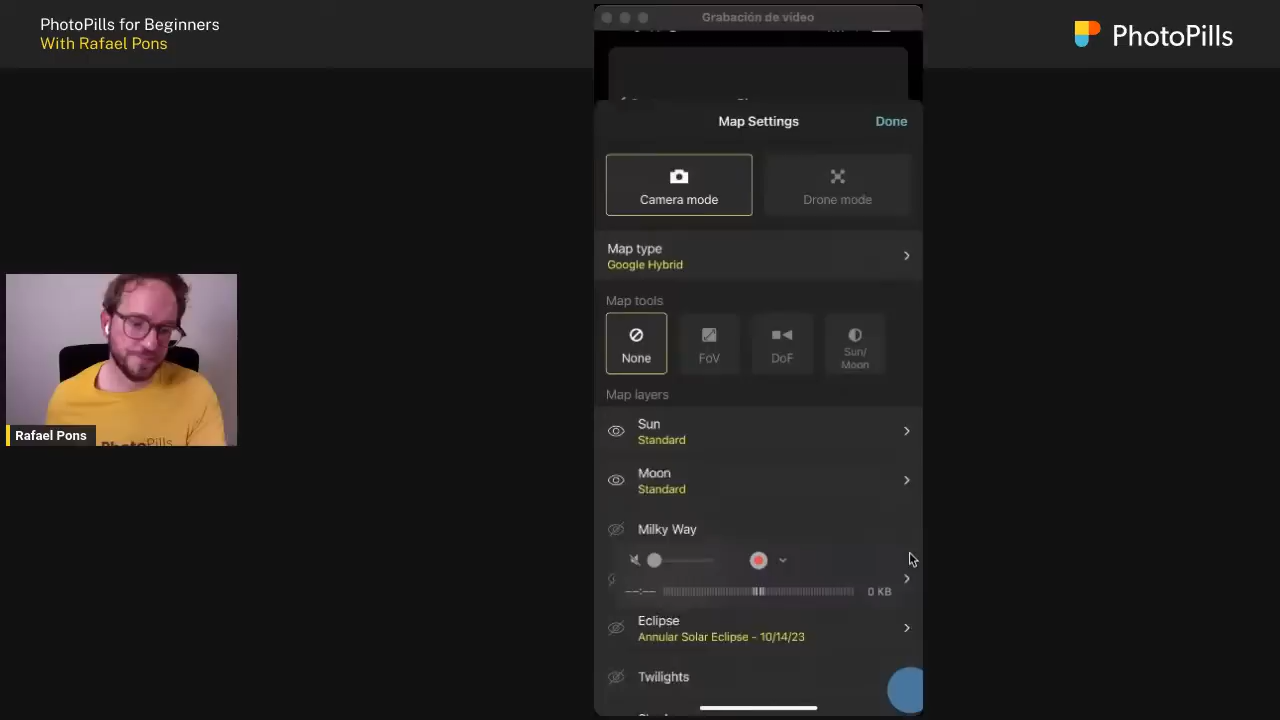 PhotoPills for Beginners
With Rafael Pons
PhotoPills
Grabación de vídeo
Map Settings
Done
Camera mode
Drone mode
Map type
Google Hybrid
Map tools
None
FoV
DoF
Sun/
Moon
Map layers
Sun
Standard
Moon
Standard
Milky Way
--:--
0 KB
Eclipse
Annular Solar Eclipse - 10/14/23
Twilights
Rafael Pons
PhotoPills